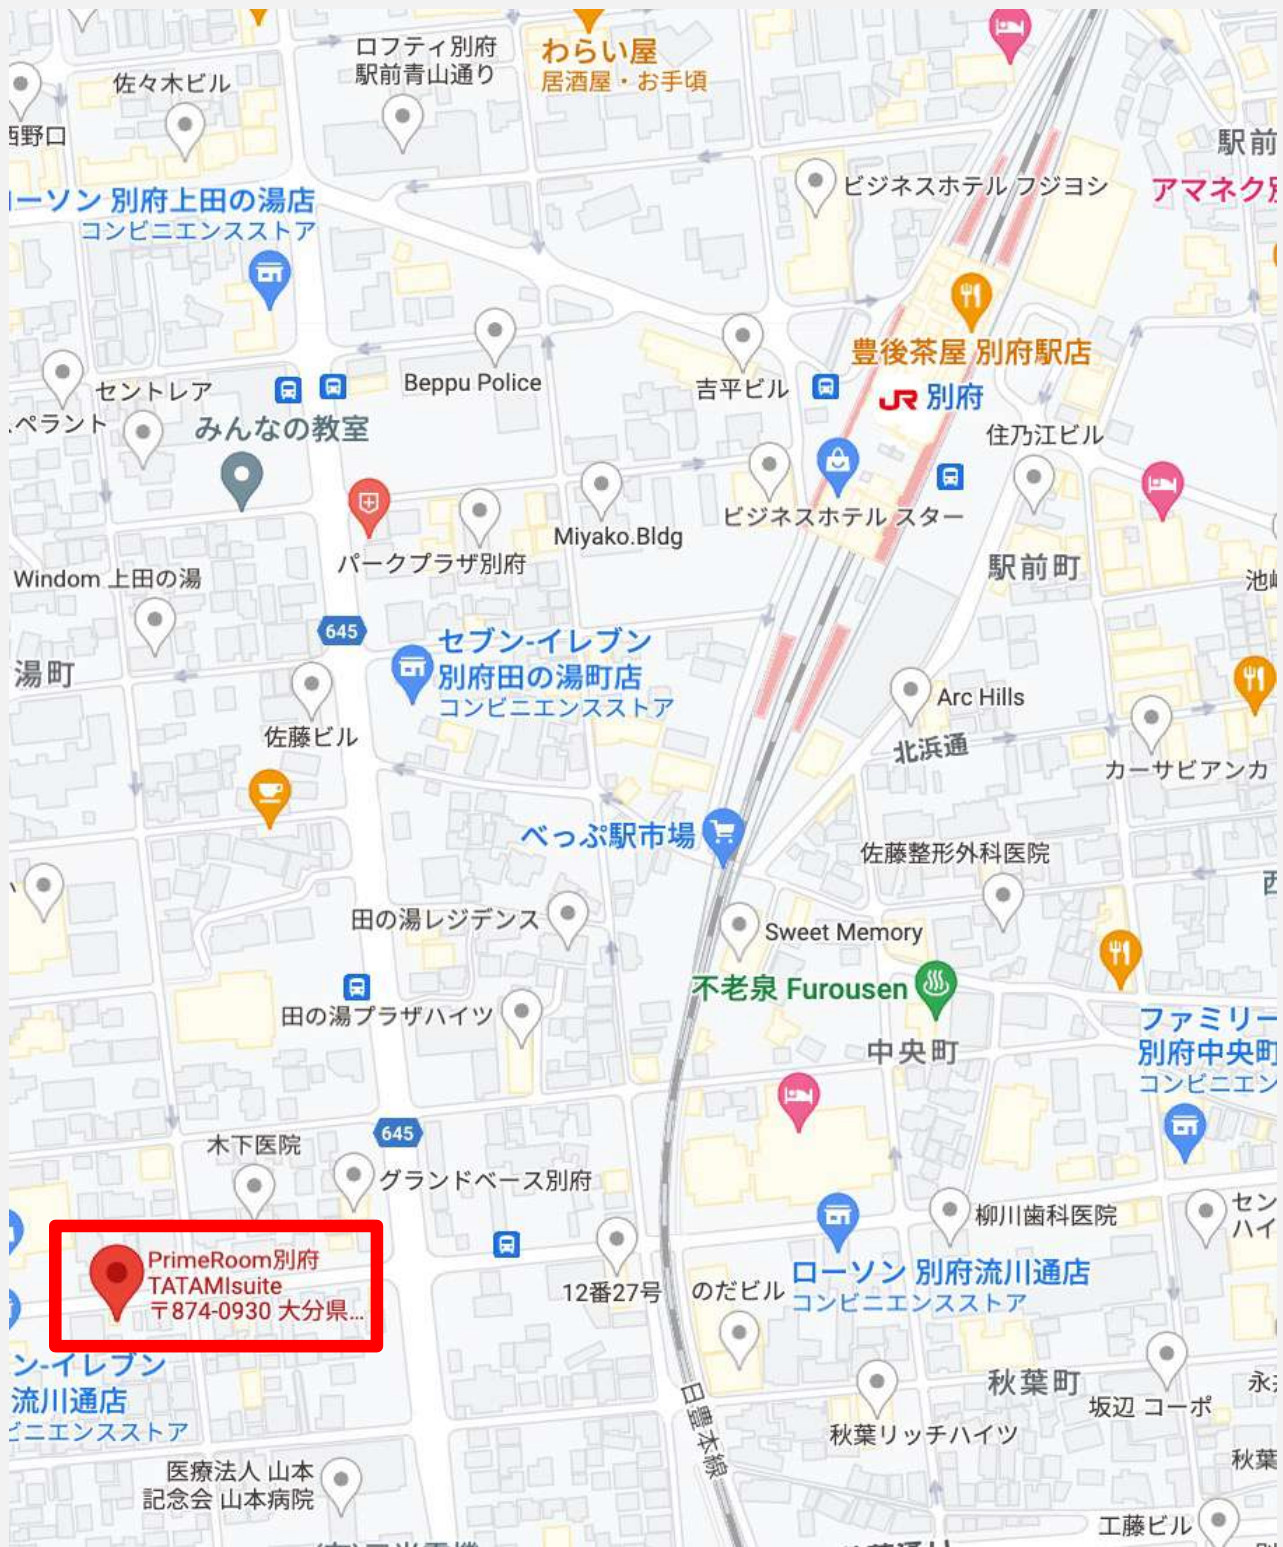 ロフティ別府
駅前青山通り
わらい屋
居酒屋・お手頃
佐々木ビル
西野口
駅前
ビジネスホテル フジヨシ
アマネク別
ーソン 別府上田の湯店
コンビニエンスストア
豊後茶屋 別府駅店
Beppu Police
吉平ビル
JR 別府
セントレア
ペラント
みんなの教室
住乃江ビル
ビジネスホテル スター
Miyako.Bldg
パークプラザ別府
駅前町
Windom 上田の湯
645
セブン-イレブン
別府田の湯町店
コンビニエンスストア
湯町
Arc Hills
佐藤ビル
北浜通
カーサビアンカ
べっぷ駅市場
佐藤整形外科医院
西
田の湯レジデンス
Sweet Memory
不老泉 Furousen
田の湯プラザハイツ
ファミリー
別府中央町
コンビニエン
中央町
645
木下医院
グランドベース別府
柳川歯科医院
セン
ハイ
PrimeRoom別府
TATAMIsuite
〒874-0930 大分県...
12番27号
のだビル
ローソン 別府流川通店
コンビニエンスストア
ン-イレブン
流川通店
ビニエンスストア
秋葉町
坂辺 コーポ
日豊本線
秋葉リッチハイツ
秋葉
医療法人 山本
記念会 山本病院
工藤ビル